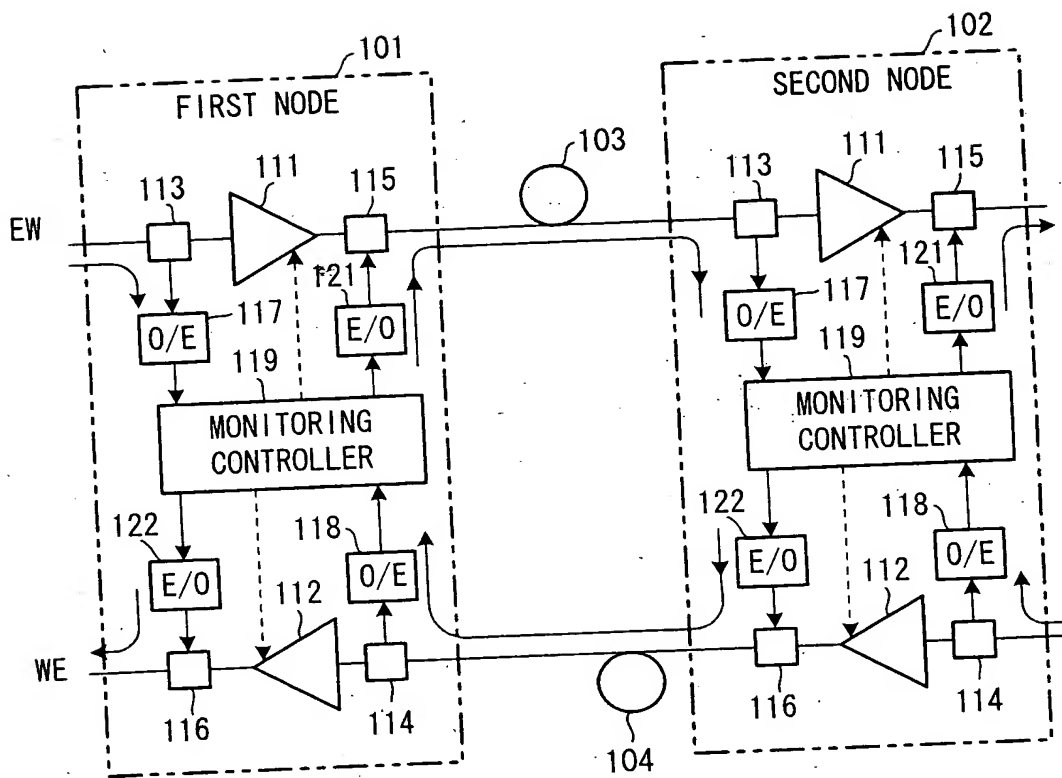 101
FIRST NODE
102
SECOND NODE
103
EW
113
111
115
113
111
115
O/E
117
121
E/O
O/E
117
121
E/O
119
MONITORING
CONTROLLER
119
MONITORING
CONTROLLER
122
E/O
118
O/E
112
122
E/O
118
O/E
112
WE
116
114
104
116
114